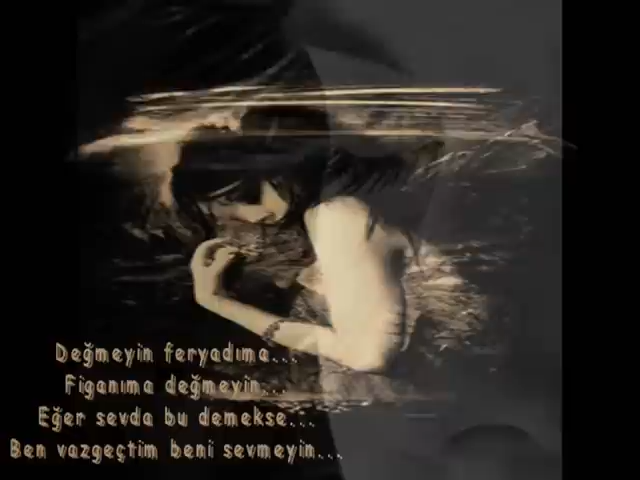 Değmeyin feryadıma...
Figanıma değmeyin...
Eğer sevda bu demekse...
Ben vazgeçtim beni sevmeyin...